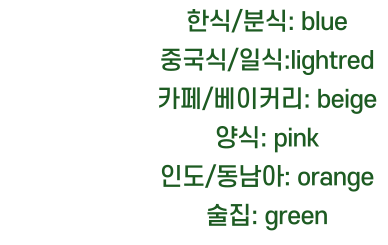 한식/분식: blue
중국식/일식:lightred
카페/베이커리: beige
양식: pink
인도/동남아: orange
술집: green